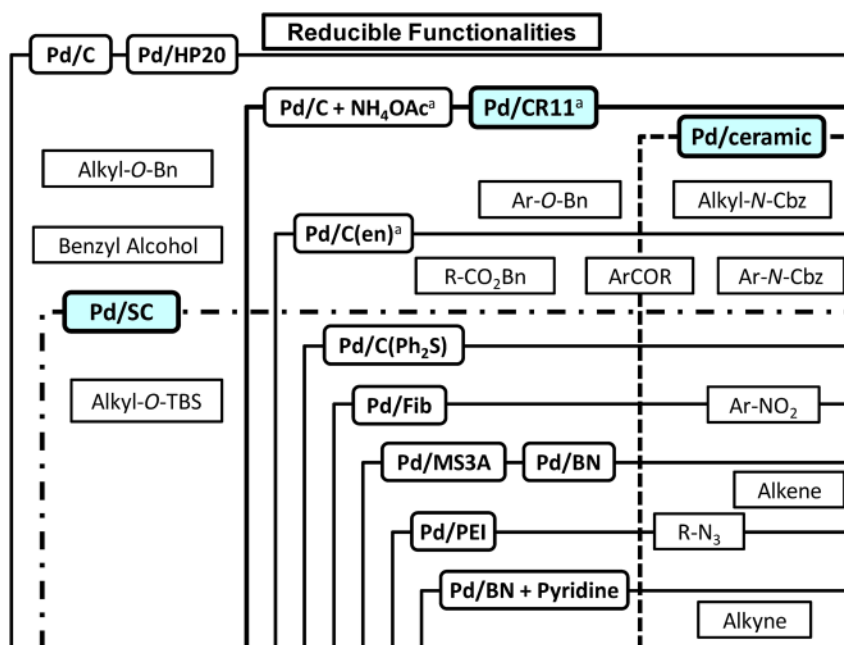 Reducible Functionalities
Pd/C
Pd/HP20
Pd/C + NH₄OAcᵃ
Pd/CR11ᵃ
Pd/ceramic
Alkyl-O-Bn
Ar-O-Bn
Alkyl-N-Cbz
Benzyl Alcohol
Pd/C(en)ᵃ
R-CO₂Bn
ArCOR
Ar-N-Cbz
Pd/SC
Pd/C(Ph₂S)
Alkyl-O-TBS
Pd/Fib
Ar-NO₂
Pd/MS3A
Pd/BN
Alkene
Pd/PEI
R-N₃
Pd/BN + Pyridine
Alkyne